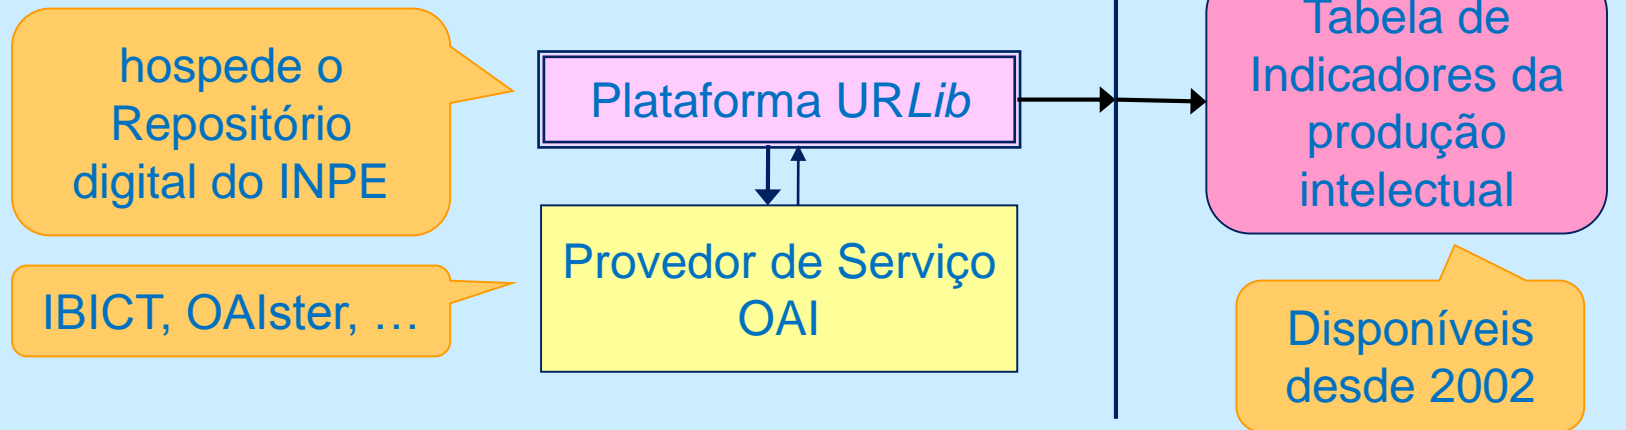 hospede o
Repositório
digital do INPE
Plataforma URLib
Tabela de
Indicadores da
produção
intelectual
IBICT, OAIster, …
Provedor de Serviço
OAI
Disponíveis
desde 2002